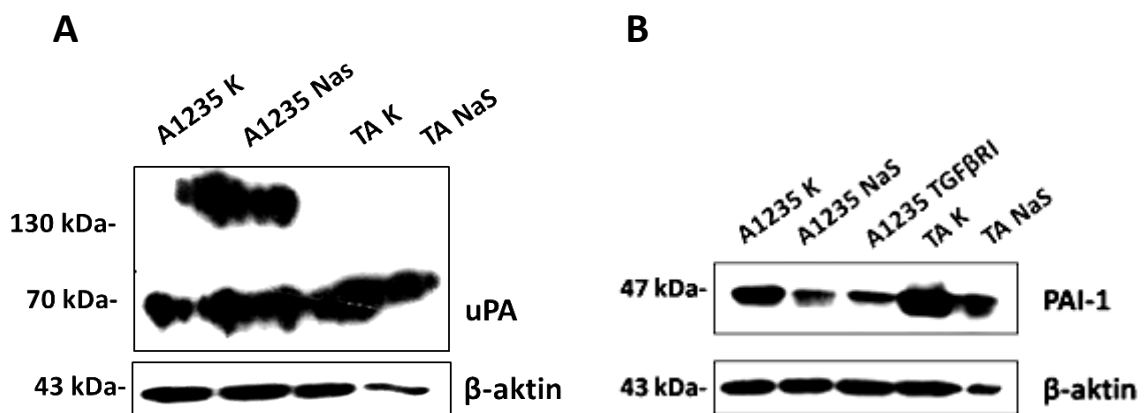 A
B
A1235 K
A1235 Nas
TA K
TA NaS
130 kDa-
70 kDa-
uPA
43 kDa-
β-aktin
A1235 K
A1235 NaS
A1235 TGFβRI
TA K
TA NaS
47 kDa-
PAI-1
43 kDa-
β-aktin